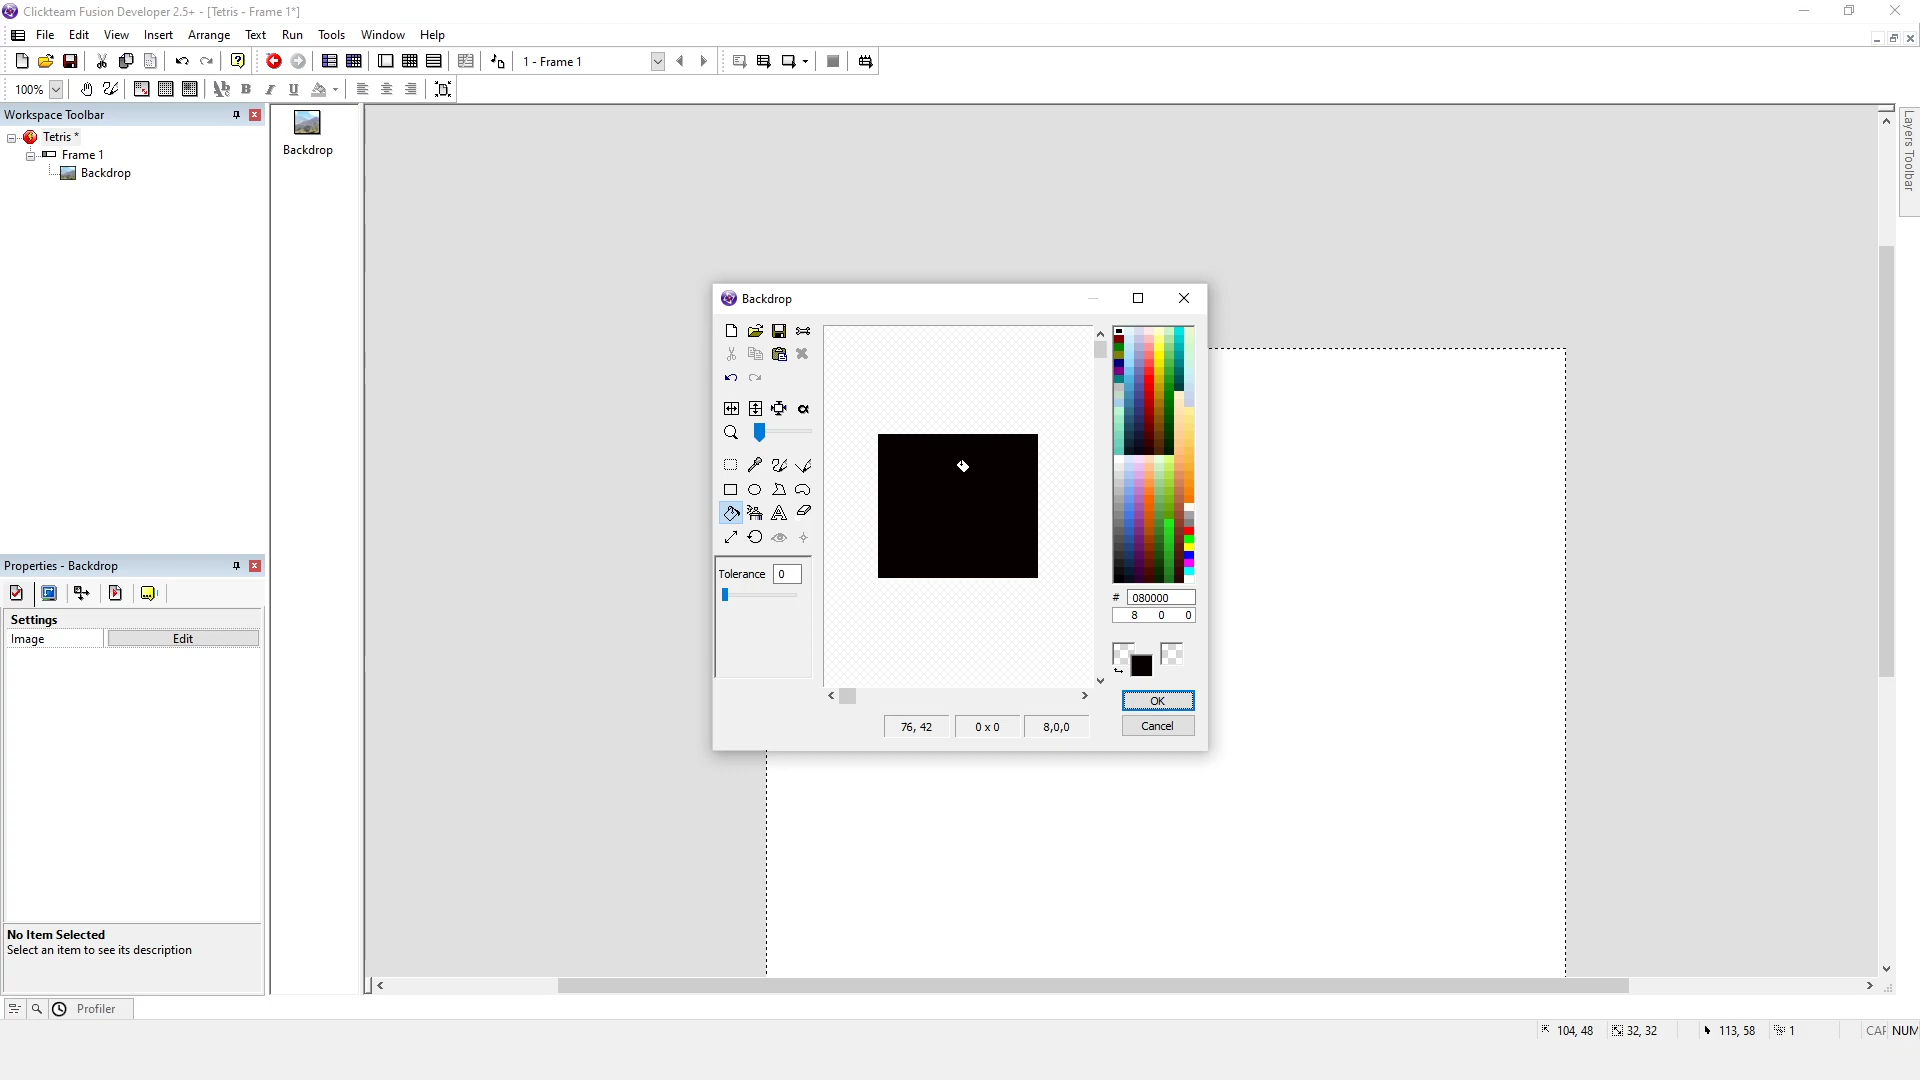 Clickteam Fusion Developer 2.5+ - [Tetris - Frame 1*]
File Edit View Insert Arrange Text Run Tools Window Help
1 - Frame 1
100%
Workspace Toolbar
Tetris *
Frame 1
Backdrop
Backdrop
Layers Toolbar
Backdrop
Tolerance 0
# 080000
8 0 0
OK
Cancel
76, 42
0 x 0
8,0,0
Properties - Backdrop
Settings
Image Edit
No Item Selected
Select an item to see its description
Profiler
104, 48 32, 32 113, 58 1 CAP NUM